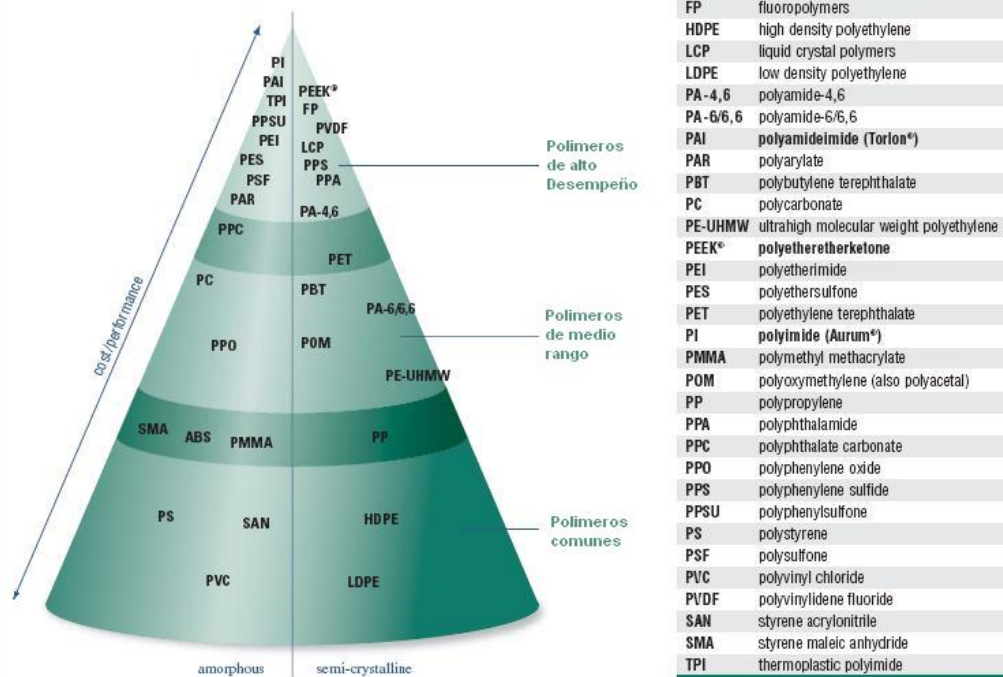 PI
PAI
TPI
PPSU
PEI
PES
PSF
PAR
PEEK®
FP
PVDF
LCP
PPS
PPA
PA-4,6
PPC
PET
PC
PBT
PA-6/6,6
PPO
POM
PE-UHMW
SMA
ABS
PMMA
PP
PS
SAN
HDPE
PVC
LDPE
cost/performance
amorphous
semi-crystalline
Polimeros
de alto
Desempeño
Polimeros
de medio
rango
Polimeros
comunes
FP fluoropolymers
HDPE high density polyethylene
LCP liquid crystal polymers
LDPE low density polyethylene
PA-4,6 polyamide-4,6
PA-6/6,6 polyamide-6/6,6
PAI polyamideimide (Torlon®)
PAR polyarylate
PBT polybutylene terephthalate
PC polycarbonate
PE-UHMW ultrahigh molecular weight polyethylene
PEEK® polyetheretherketone
PEI polyetherimide
PES polyethersulfone
PET polyethylene terephthalate
PI polyimide (Aurum®)
PMMA polymethyl methacrylate
POM polyoxymethylene (also polyacetal)
PP polypropylene
PPA polyphthalamide
PPC polyphthalate carbonate
PPO polyphenylene oxide
PPS polyphenylene sulfide
PPSU polyphenylsulfone
PS polystyrene
PSF polysulfone
PVC polyvinyl chloride
PVDF polyvinylidene fluoride
SAN styrene acrylonitrile
SMA styrene maleic anhydride
TPI thermoplastic polyimide